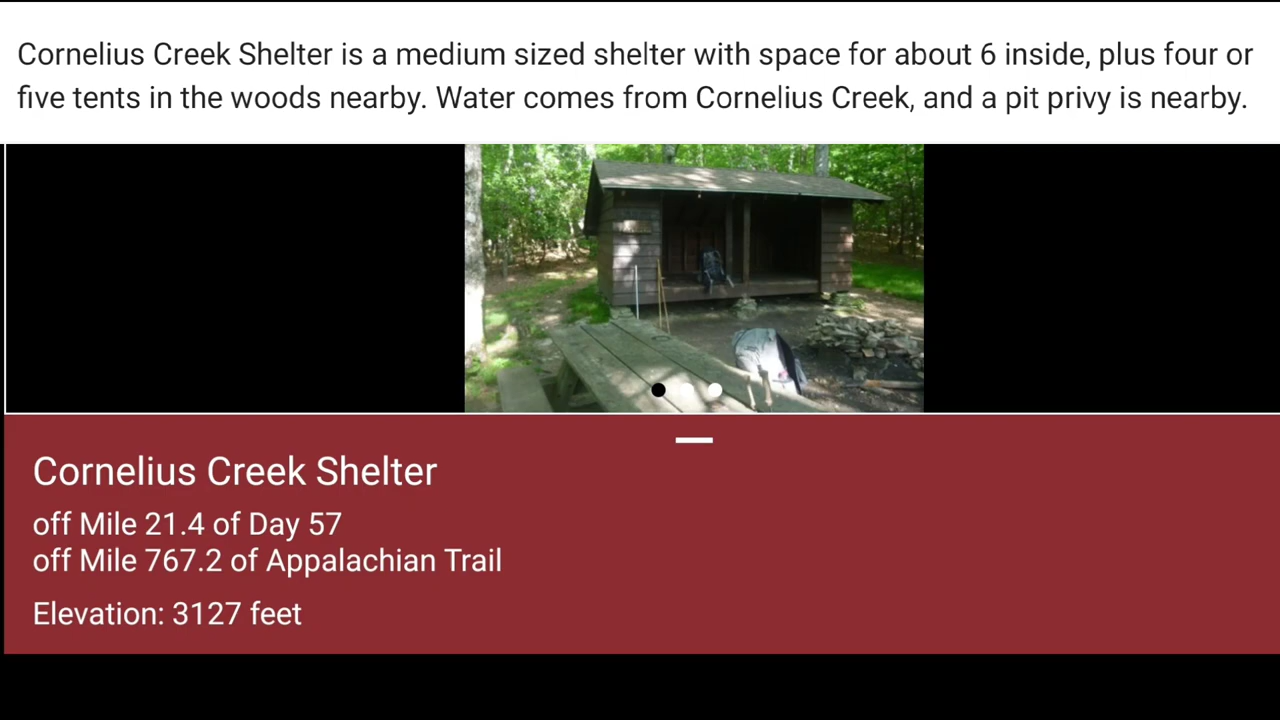 Cornelius Creek Shelter is a medium sized shelter with space for about 6 inside, plus four or
five tents in the woods nearby. Water comes from Cornelius Creek, and a pit privy is nearby.
Cornelius Creek Shelter
off Mile 21.4 of Day 57
off Mile 767.2 of Appalachian Trail
Elevation: 3127 feet